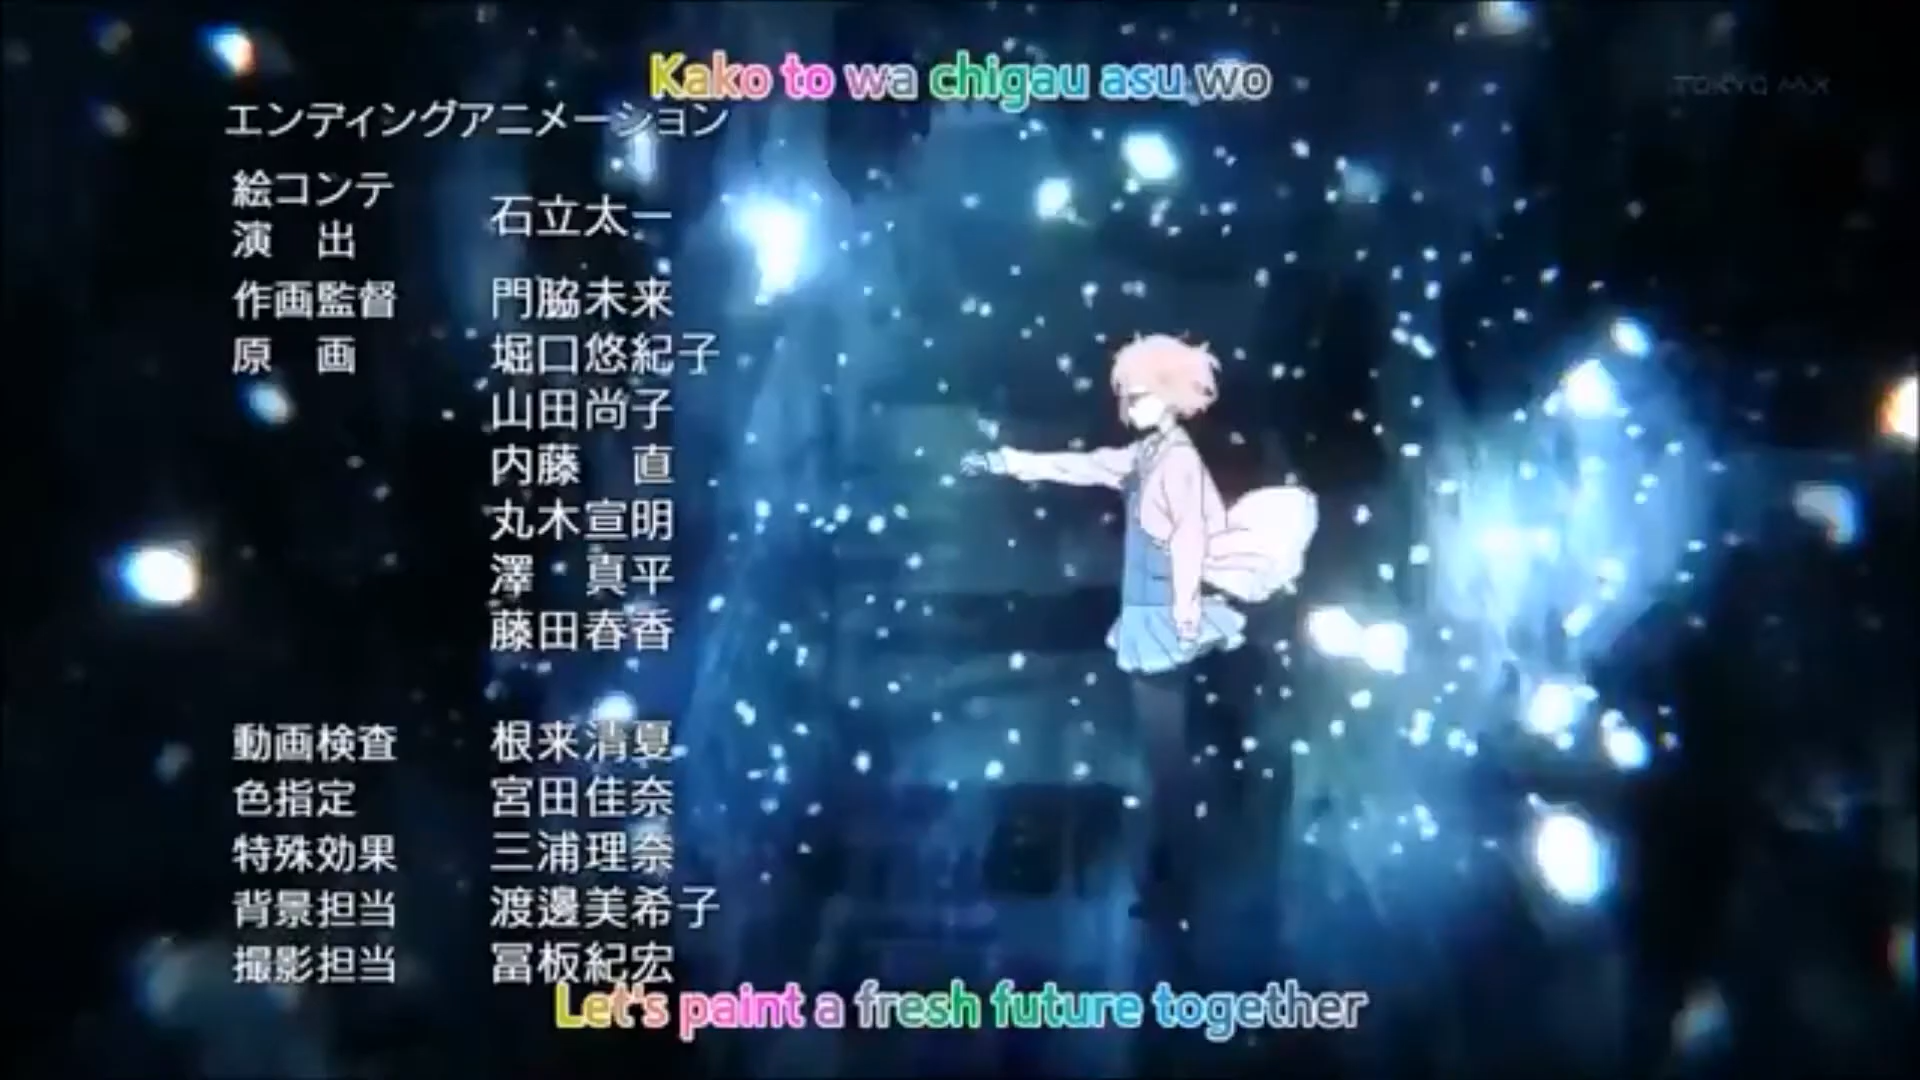 Kako to wa chigau asu wo
TOKYO MX
エンディングアニメーション
絵コンテ
演　出　石立太一
作画監督　門脇未来
原　画　堀口悠紀子
山田尚子
内藤　直
丸木宣明
澤　真平
藤田春香
動画検査　根来清夏
色指定　宮田佳奈
特殊効果　三浦理奈
背景担当　渡邊美希子
撮影担当　冨板紀宏
Let's paint a fresh future together